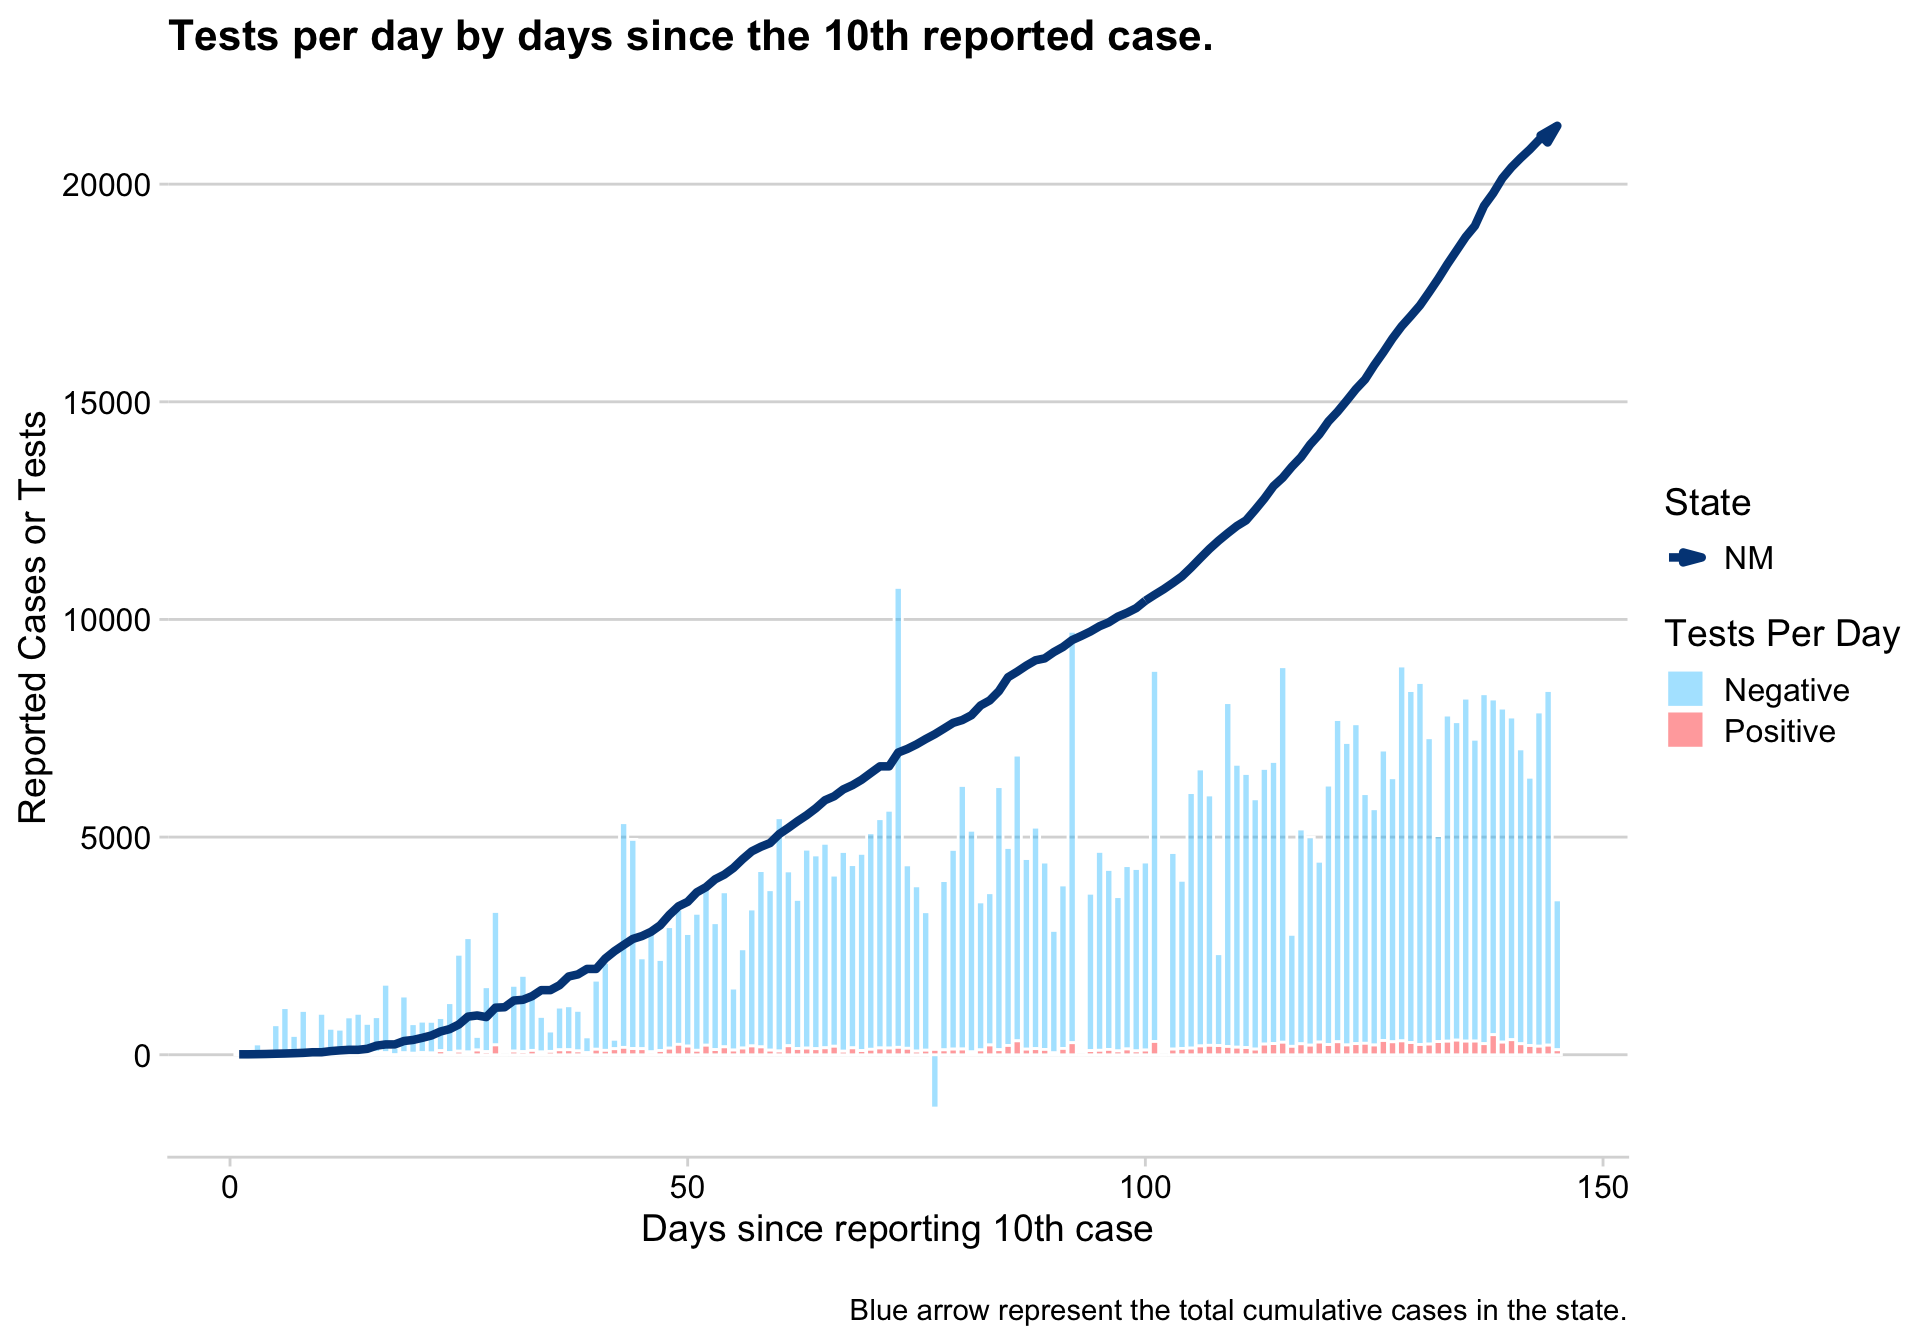 Tests per day by days since the 10th reported case.
Reported Cases or Tests
20000
15000
10000
5000
0
0
50
100
150
Days since reporting 10th case
State
NM
Tests Per Day
Negative
Positive
Blue arrow represent the total cumulative cases in the state.